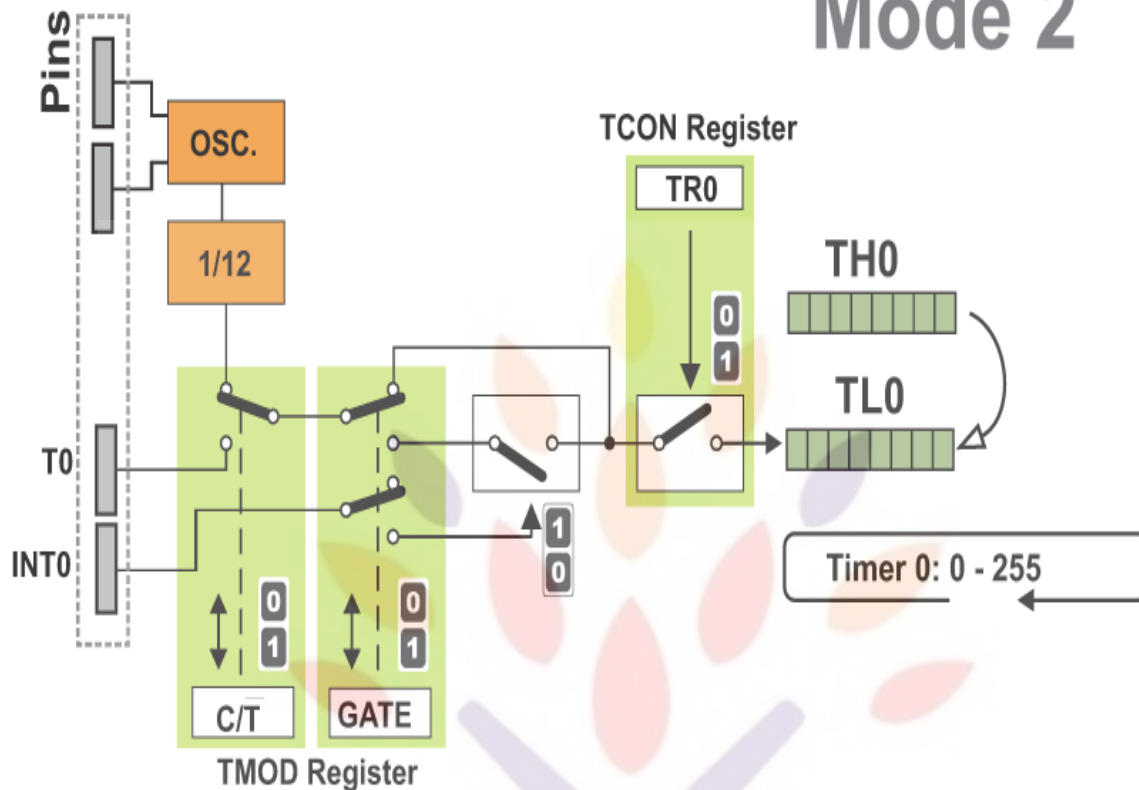 Mode 2
Pins
OSC.
TCON Register
TR0
1/12
TH0
0
1
TL0
T0
INT0
1
0
Timer 0: 0 - 255
0
1
0
1
C/T̅
GATE
TMOD Register